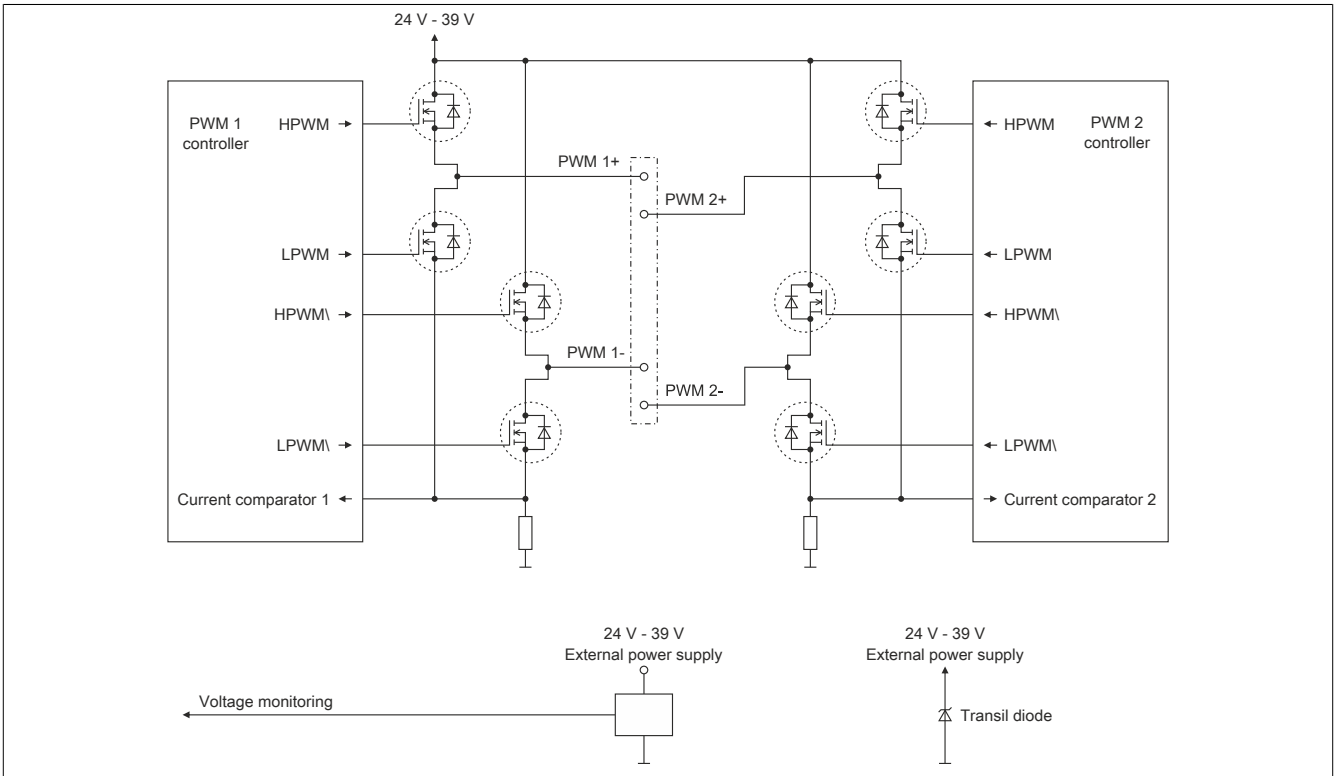 24 V - 39 V
PWM 1
controller
HPWM
LPWM
HPWM\
LPWM\
Current comparator 1
PWM 1+
PWM 2+
PWM 1-
PWM 2-
HPWM
PWM 2
controller
LPWM
HPWM\
LPWM\
Current comparator 2
24 V - 39 V
External power supply
Voltage monitoring
24 V - 39 V
External power supply
Transil diode